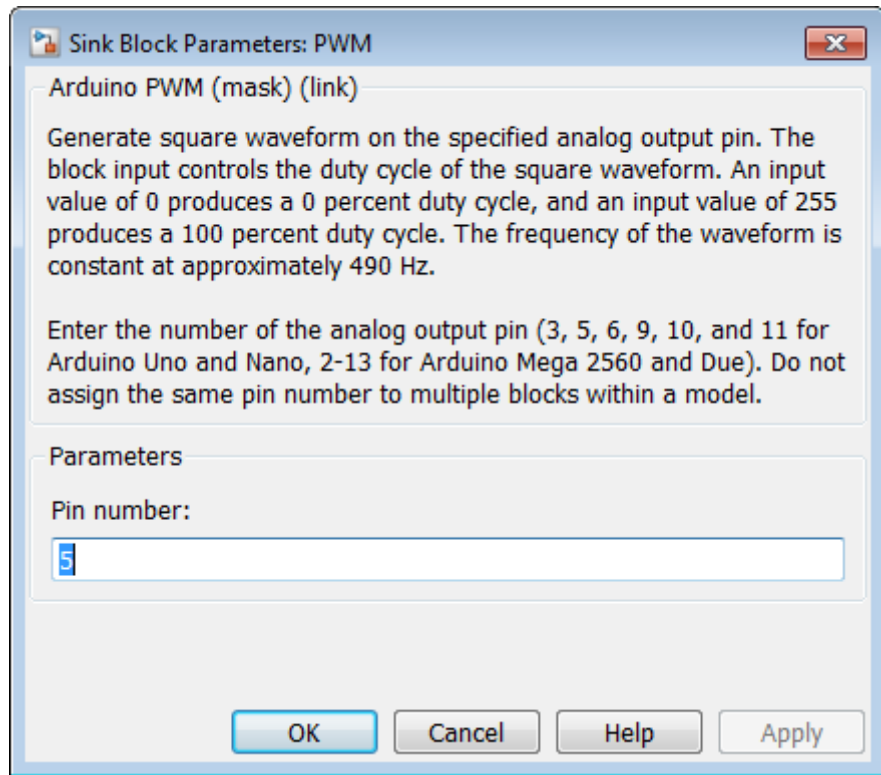 Sink Block Parameters: PWM
Arduino PWM (mask) (link)
Generate square waveform on the specified analog output pin. The
block input controls the duty cycle of the square waveform. An input
value of 0 produces a 0 percent duty cycle, and an input value of 255
produces a 100 percent duty cycle. The frequency of the waveform is
constant at approximately 490 Hz.
Enter the number of the analog output pin (3, 5, 6, 9, 10, and 11 for
Arduino Uno and Nano, 2-13 for Arduino Mega 2560 and Due). Do not
assign the same pin number to multiple blocks within a model.
Parameters
Pin number:
5
OK Cancel Help Apply